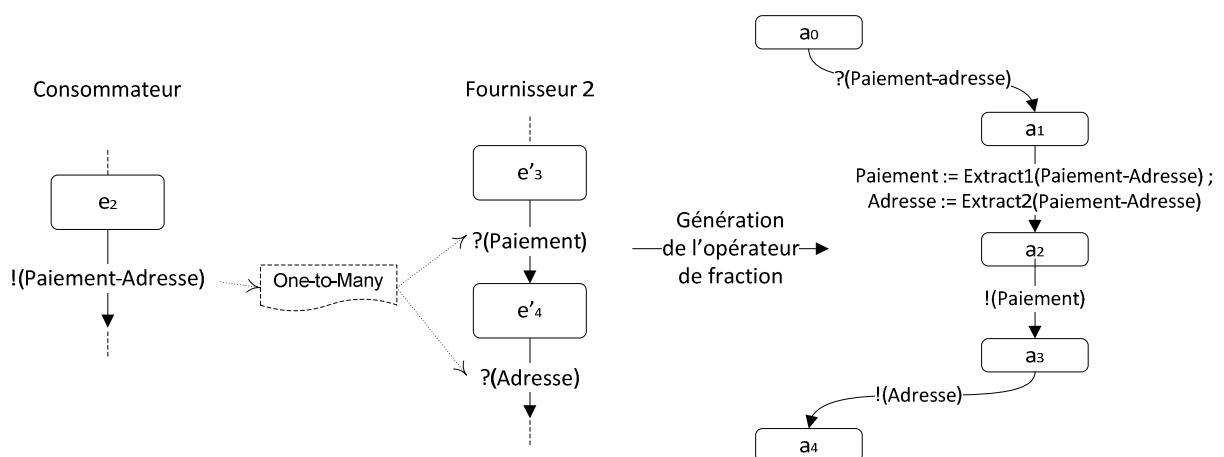 Consommateur
e2
!(Paiement-Adresse)
One-to-Many
Fournisseur 2
e'3
?(Paiement)
e'4
?(Adresse)
Génération
de l'opérateur
de fraction
a0
?(Paiement-adresse)
a1
Paiement := Extract1(Paiement-Adresse) ;
Adresse := Extract2(Paiement-Adresse)
a2
!(Paiement)
a3
!(Adresse)
a4